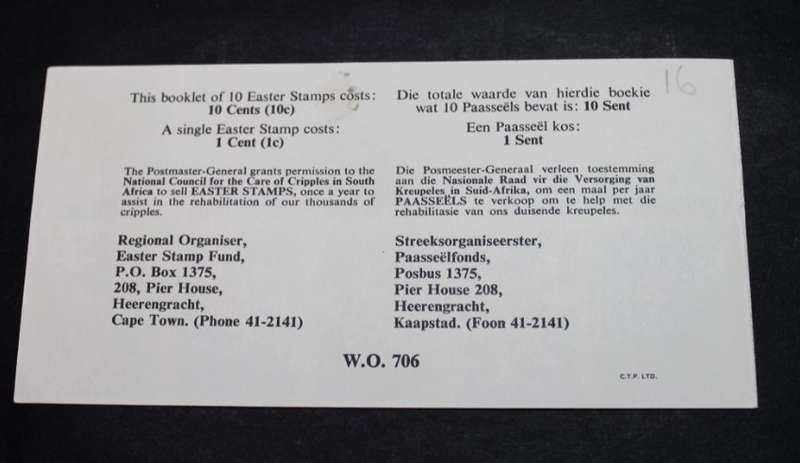 This booklet of 10 Easter Stamps costs:
10 Cents (10c)
A single Easter Stamp costs:
1 Cent (1c)
The Postmaster-General grants permission to the
National Council for the Care of Cripples in South
Africa to sell EASTER STAMPS, once a year to
assist in the rehabilitation of our thousands of
cripples.
Regional Organiser,
Easter Stamp Fund,
P.O. Box 1375,
208, Pier House,
Heerengracht,
Cape Town. (Phone 41-2141)
16
Die totale waarde van hierdie boekie
wat 10 Paasseëls bevat is: 10 Sent
Een Paasseël kos:
1 Sent
Die Posmeester-Generaal verleen toestemming
aan die Nasionale Raad vir die Versorging van
Kreupeles in Suid-Afrika, om een maal per jaar
PAASSEËLS te verkoop om te help met die
rehabilitasie van ons duisende kreupeles.
Streeksorganiseerster,
Paasseëlfonds,
Posbus 1375,
Pier House 208,
Heerengracht,
Kaapstad. (Foon 41-2141)
W.O. 706
C.T.P. LTD.